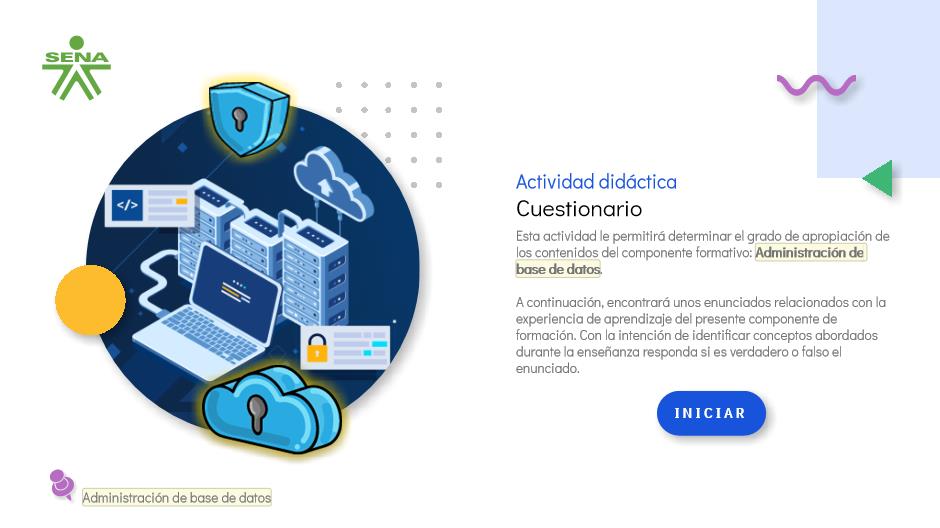 SENA
</>
Actividad didáctica
Cuestionario
Esta actividad le permitirá determinar el grado de apropiación de
los contenidos del componente formativo: Administración de
base de datos.
A continuación, encontrará unos enunciados relacionados con la
experiencia de aprendizaje del presente componente de
formación. Con la intención de identificar conceptos abordados
durante la enseñanza responda si es verdadero o falso el
enunciado.
INICIAR
Administración de base de datos